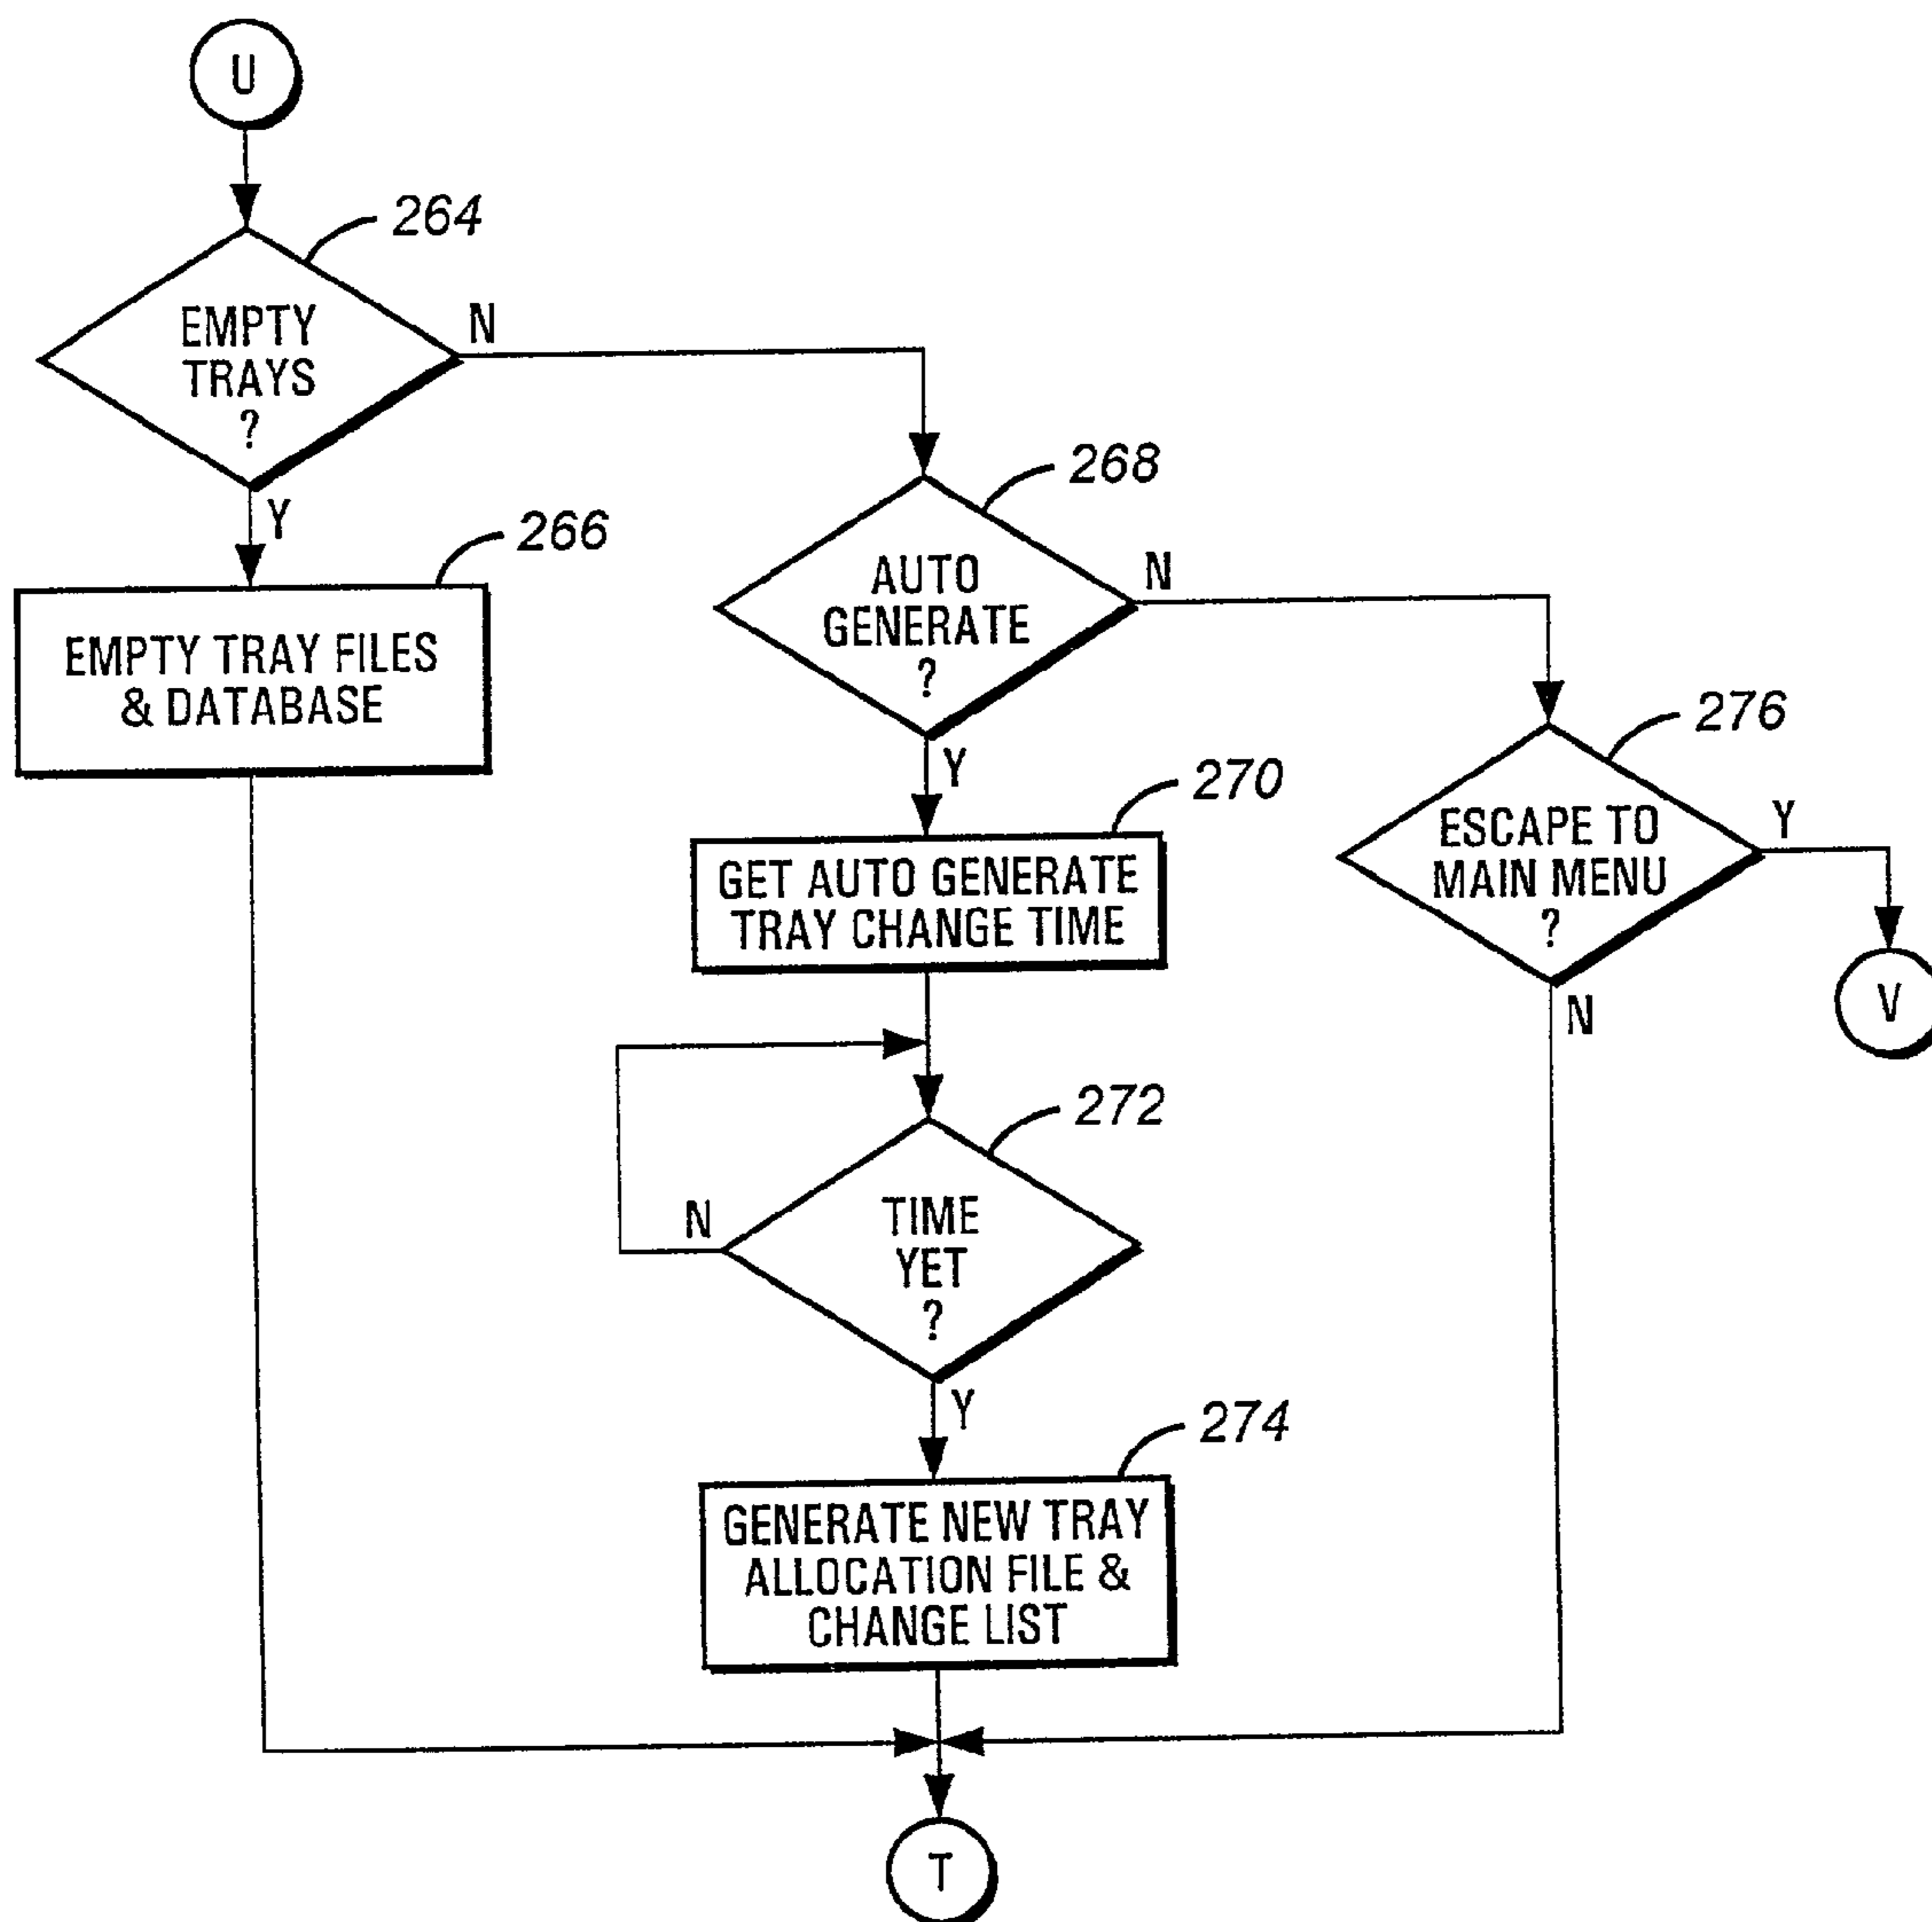 U
264
EMPTY
TRAYS
?
N
Y
266
EMPTY TRAY FILES
& DATABASE
268
AUTO
GENERATE
?
N
Y
270
GET AUTO GENERATE
TRAY CHANGE TIME
276
ESCAPE TO
MAIN MENU
?
Y
V
N
272
TIME
YET
?
N
Y
274
GENERATE NEW TRAY
ALLOCATION FILE &
CHANGE LIST
T